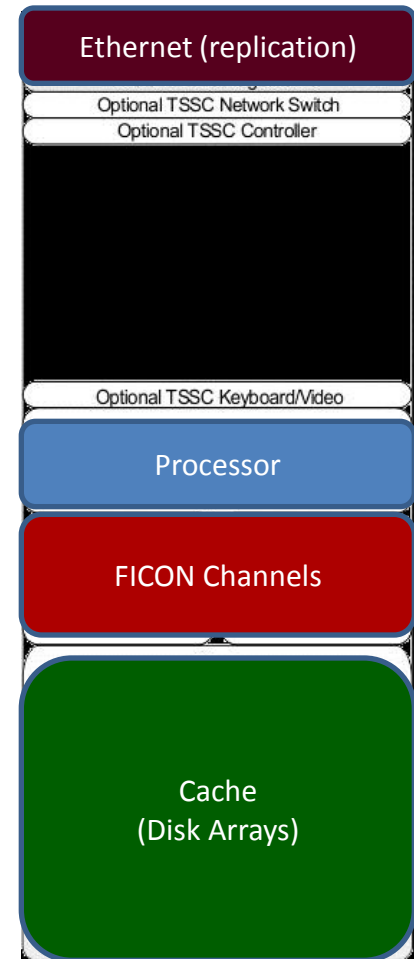 Ethernet (replication)
Optional TSSC Network Switch
Optional TSSC Controller
Optional TSSC Keyboard/Video
Processor
FICON Channels
Cache
(Disk Arrays)